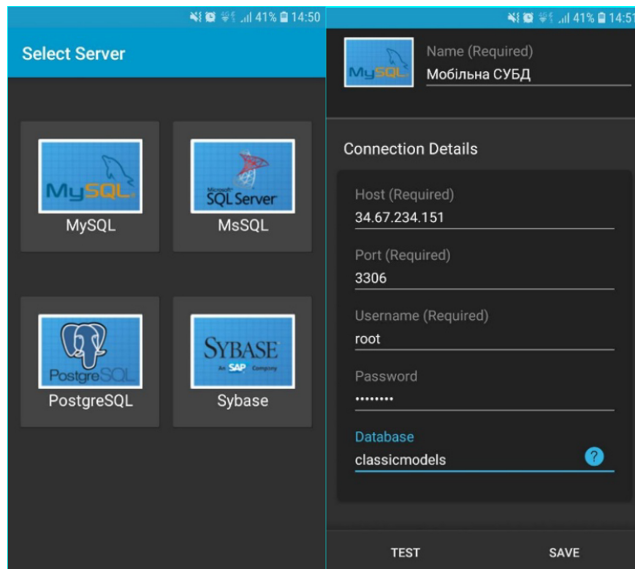 41% 14:50
Select Server
MySQL
MySQL
Microsoft
SQL Server
MsSQL
PostgreSQL
PostgreSQL
SYBASE
An SAP Company
Sybase
41% 14:51
MySQL
Name (Required)
Мобільна СУБД
Connection Details
Host (Required)
34.67.234.151
Port (Required)
3306
Username (Required)
root
Password
••••••••
Database
classicmodels
?
TEST SAVE